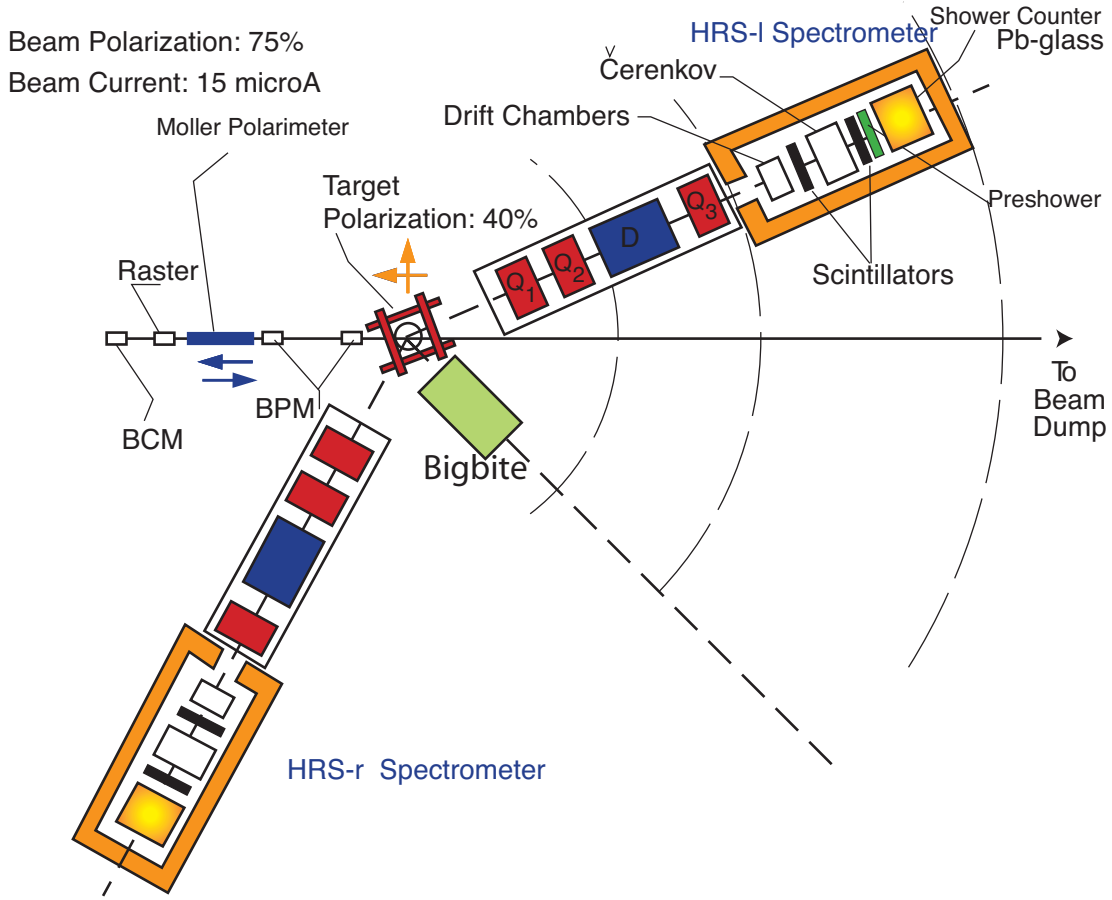 Beam Polarization: 75%
Beam Current: 15 microA
Moller Polarimeter
Target
Polarization: 40%
Raster
BCM
BPM
HRS-l Spectrometer
Shower Counter
Pb-glass
Čerenkov
Drift Chambers
Preshower
Scintillators
Q1
Q2
D
Q3
To
Beam
Dump
Bigbite
HRS-r Spectrometer